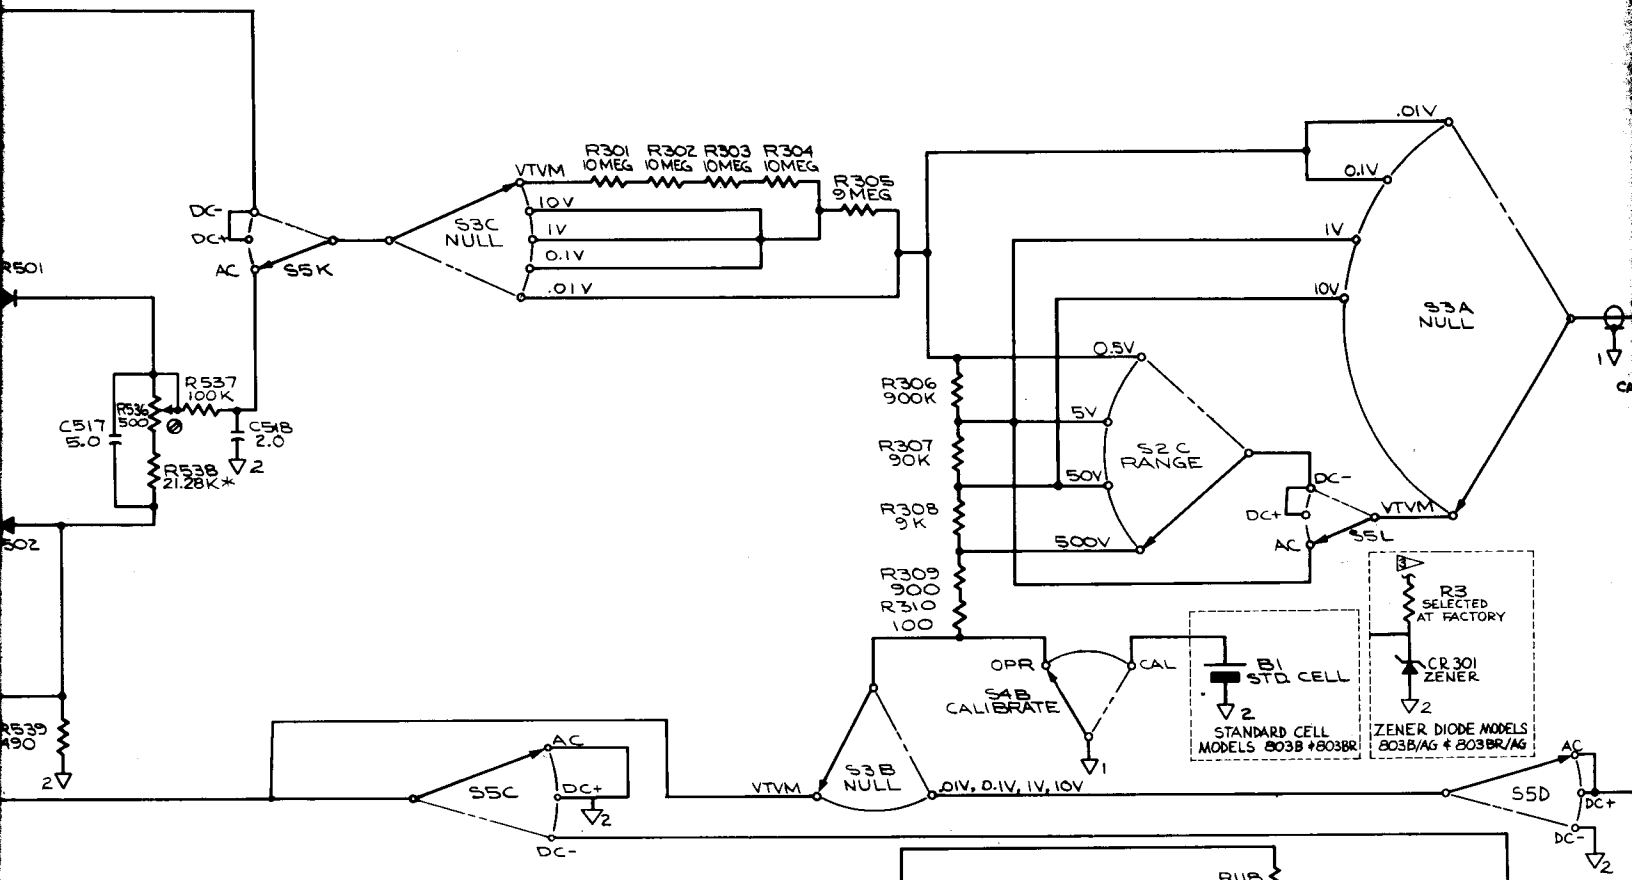 .01V
0.1V
1V
10V
S3A
NULL
R301
10MEG
R302
10MEG
R303
10MEG
R304
10MEG
R305
9MEG
VTVM
10V
1V
0.1V
.01V
S3C
NULL
DC-
DC+
AC
S5K
R501
R537
100K
R536
500
C517
5.0
C518
2.0
2
R538
21.28K*
502
R539
490
2
0.5V
5V
50V
500V
R306
900K
R307
90K
R308
9K
R309
900
R310
100
S2C
RANGE
DC-
DC+
AC
S5L
VTVM
1
CA
OPR
CAL
S4B
CALIBRATE
1
B1
STD. CELL
2
STANDARD CELL
MODELS 803B & 803BR
3
R3
SELECTED
AT FACTORY
CR301
ZENER
2
ZENER DIODE MODELS
803B/AG & 803BR/AG
S3B
NULL
VTVM
.01V, 0.1V, 1V, 10V
AC
S5C
DC+
2
DC-
AC
S5D
DC+
DC-
2